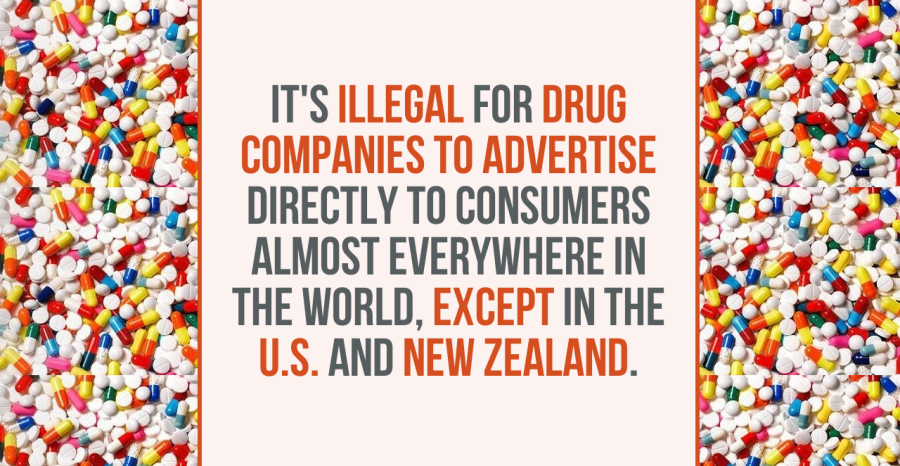 IT'S ILLEGAL FOR DRUG
COMPANIES TO ADVERTISE
DIRECTLY TO CONSUMERS
ALMOST EVERYWHERE IN
THE WORLD, EXCEPT IN THE
U.S. AND NEW ZEALAND.